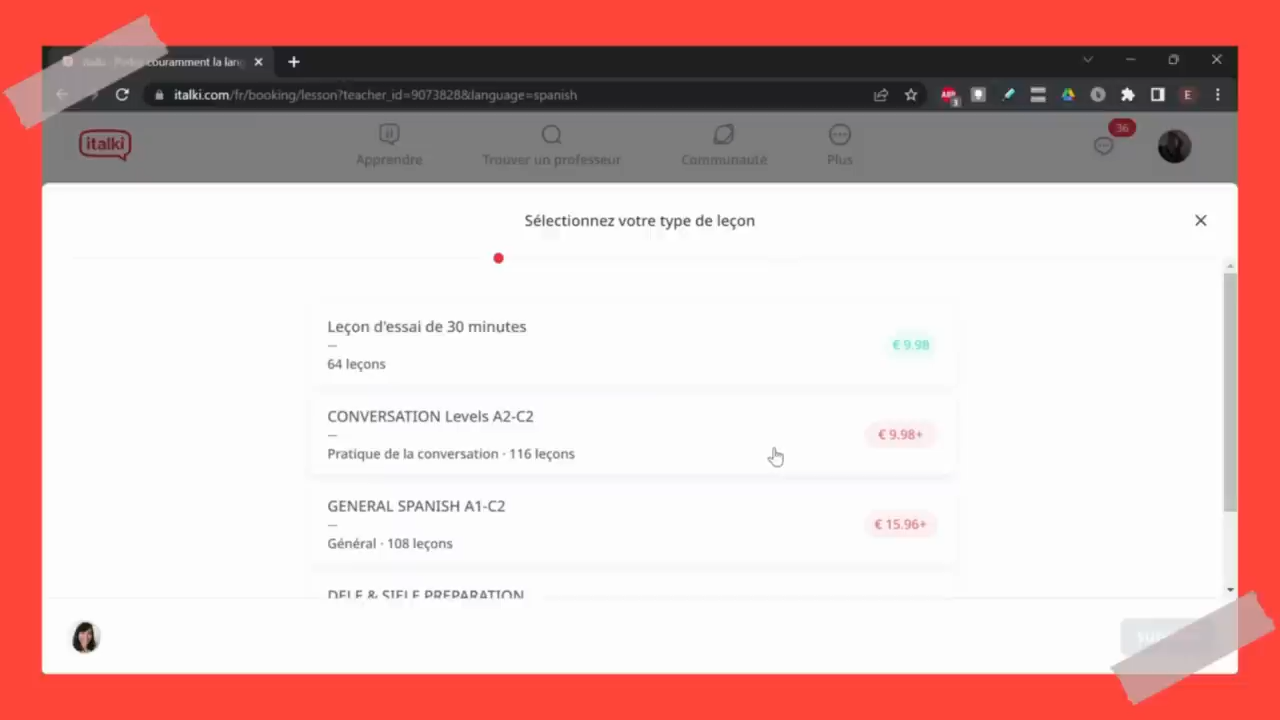 couramment la lan
italki.com/fr/booking/lesson?teacher_id=9073828&language=spanish
ABP
3
E
italki
Apprendre
Trouver un professeur
Communauté
Plus
36
Sélectionnez votre type de leçon
Leçon d'essai de 30 minutes
64 leçons
€ 9.98
CONVERSATION Levels A2-C2
Pratique de la conversation · 116 leçons
€ 9.98+
GENERAL SPANISH A1-C2
Général · 108 leçons
€ 15.96+
DELE & SIELE PREPARATION